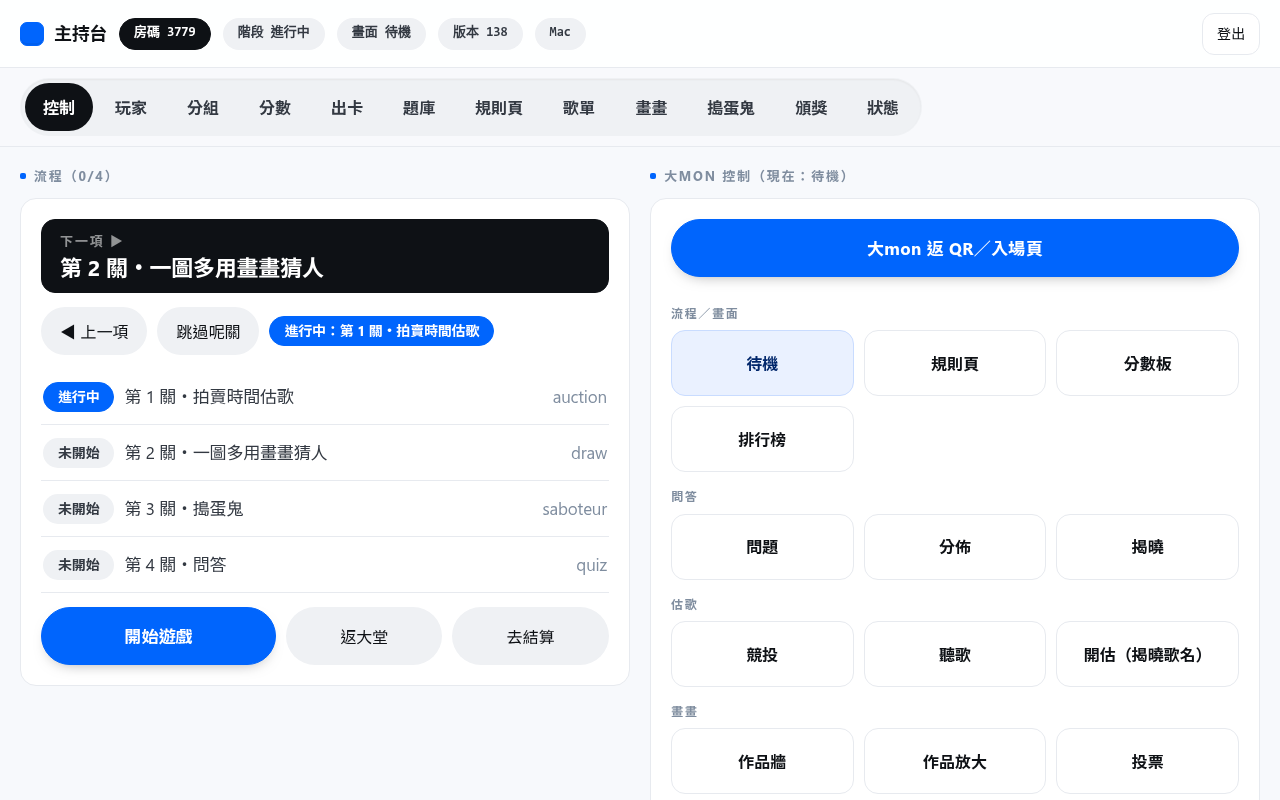 主持台
房碼 3779
階段 進行中
畫面 待機
版本 138
Mac
登出
控制
玩家
分組
分數
出卡
題庫
規則頁
歌單
畫畫
搗蛋鬼
頒獎
狀態
流程（0/4）
下一項 ▶
第 2 關・一圖多用畫畫猜人
◀ 上一項
跳過呢關
進行中：第 1 關・拍賣時間估歌
進行中 第 1 關・拍賣時間估歌 auction
未開始 第 2 關・一圖多用畫畫猜人 draw
未開始 第 3 關・搗蛋鬼 saboteur
未開始 第 4 關・問答 quiz
開始遊戲
返大堂
去結算
大MON 控制（現在：待機）
大mon 返 QR／入場頁
流程／畫面
待機
規則頁
分數板
排行榜
問答
問題
分佈
揭曉
估歌
競投
聽歌
開估（揭曉歌名）
畫畫
作品牆
作品放大
投票